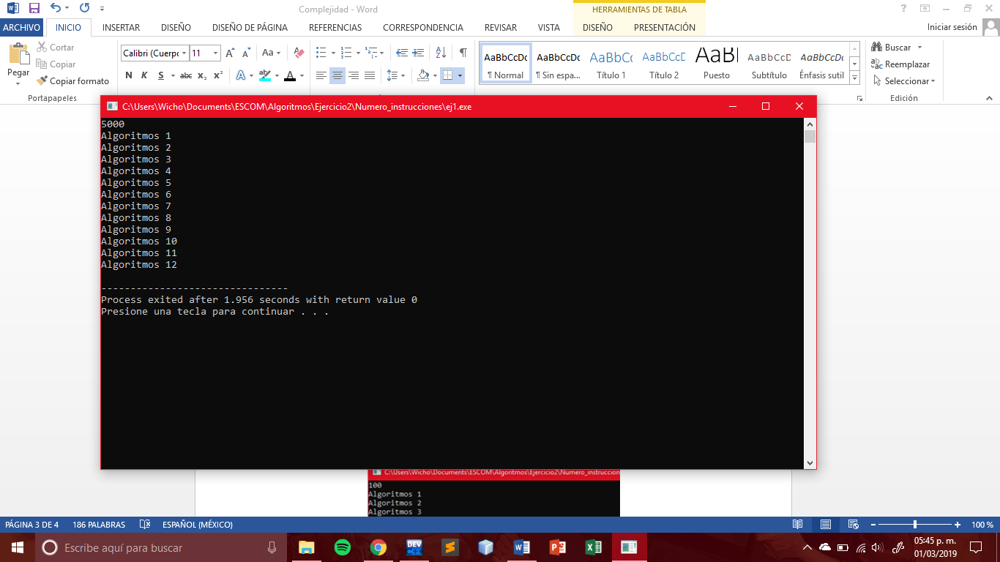 Complejidad - Word
HERRAMIENTAS DE TABLA
ARCHIVO INICIO INSERTAR DISEÑO DISEÑO DE PÁGINA REFERENCIAS CORRESPONDENCIA REVISAR VISTA DISEÑO PRESENTACIÓN Iniciar sesión
Pegar
Cortar
Copiar
Copiar formato
Portapapeles
Calibri (Cuerpo 11
N K S abc x₂ x²
AaBbCcDc AaBbCcDc AaBbCc AaBbCcD AaBl AaBbCcD AaBbCcDc
¶ Normal ¶ Sin espa... Título 1 Título 2 Puesto Subtítulo Énfasis sutil
Buscar
Reemplazar
Seleccionar
Edición
C:\Users\Wicho\Documents\ESCOM\Algoritmos\Ejercicio2\Numero_instrucciones\ej1.exe
5000
Algoritmos 1
Algoritmos 2
Algoritmos 3
Algoritmos 4
Algoritmos 5
Algoritmos 6
Algoritmos 7
Algoritmos 8
Algoritmos 9
Algoritmos 10
Algoritmos 11
Algoritmos 12
--------------------------------
Process exited after 1.956 seconds with return value 0
Presione una tecla para continuar . . .
C:\Users\Wicho\Documents\ESCOM\Algoritmos\Ejercicio2\Numero_instruccion
100
Algoritmos 1
Algoritmos 2
Algoritmos 3
PÁGINA 3 DE 4 186 PALABRAS ESPAÑOL (MÉXICO) 100 %
Escribe aquí para buscar
DEV
05:45 p. m.
01/03/2019